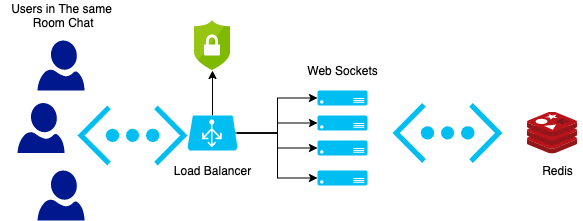 Users in The same
Room Chat
Web Sockets
Load Balancer
Redis